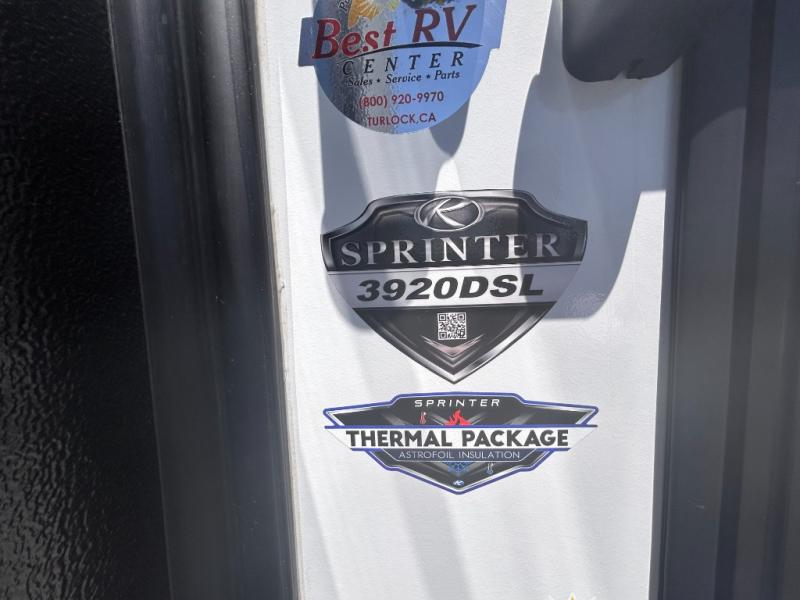 Best RV
CENTER
Sales ★ Service ★ Parts
(800) 920-9970
TURLOCK, CA
K
SPRINTER
3920DSL
SPRINTER
THERMAL PACKAGE
ASTROFOIL INSULATION